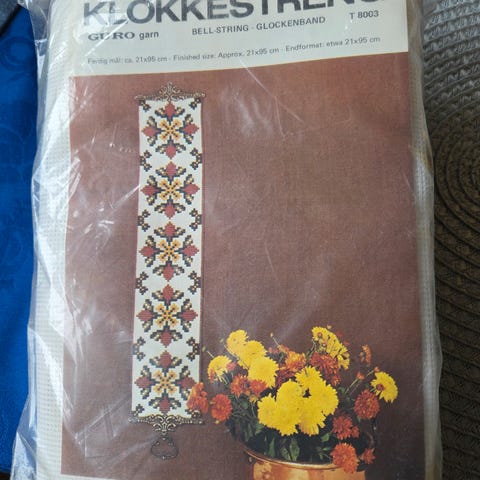 KLOKKESTREN
GURO garn
BELL-STRING · GLOCKENBAND
T 8003
Ferdig mål: ca. 21x95 cm · Finished size: Approx. 21x95 cm · Endformat: etwa 21x95 cm